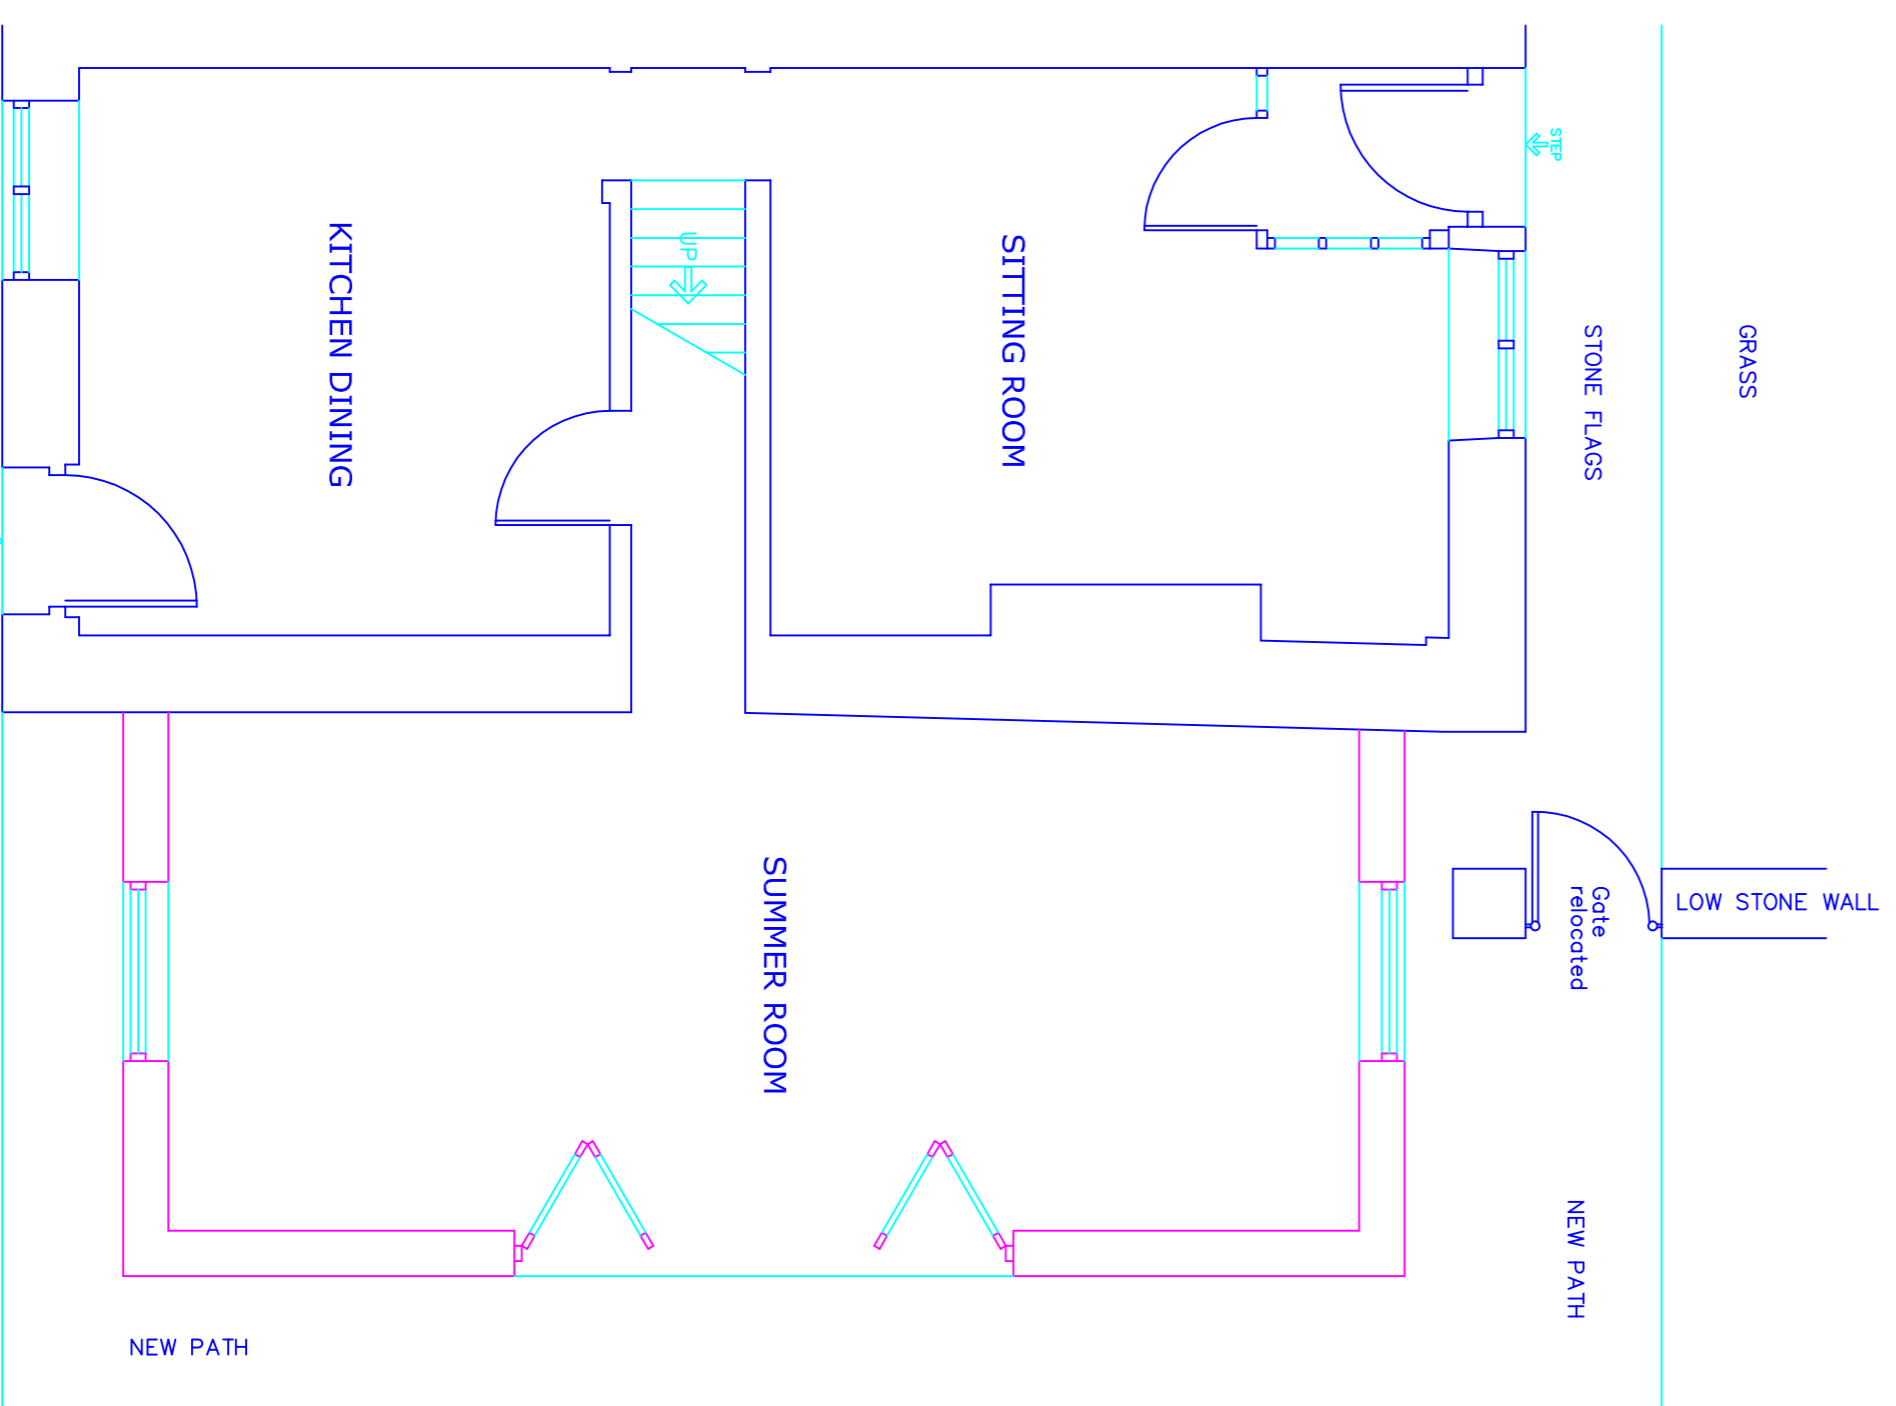 STEP
GRASS
STONE FLAGS
SITTING ROOM
UP
KITCHEN DINING
LOW STONE WALL
Gate
relocated
SUMMER ROOM
NEW PATH
NEW PATH